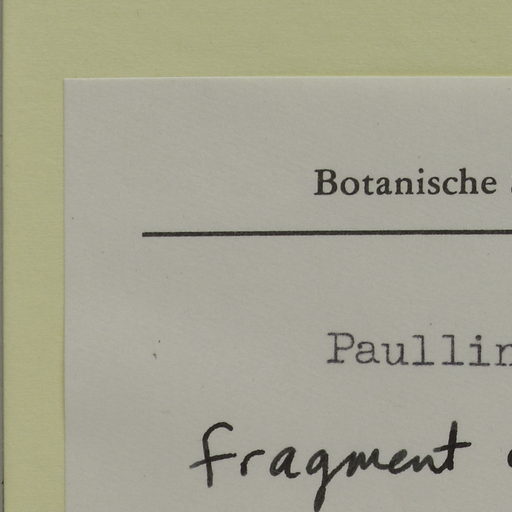 Botanische
Paullin
fragment